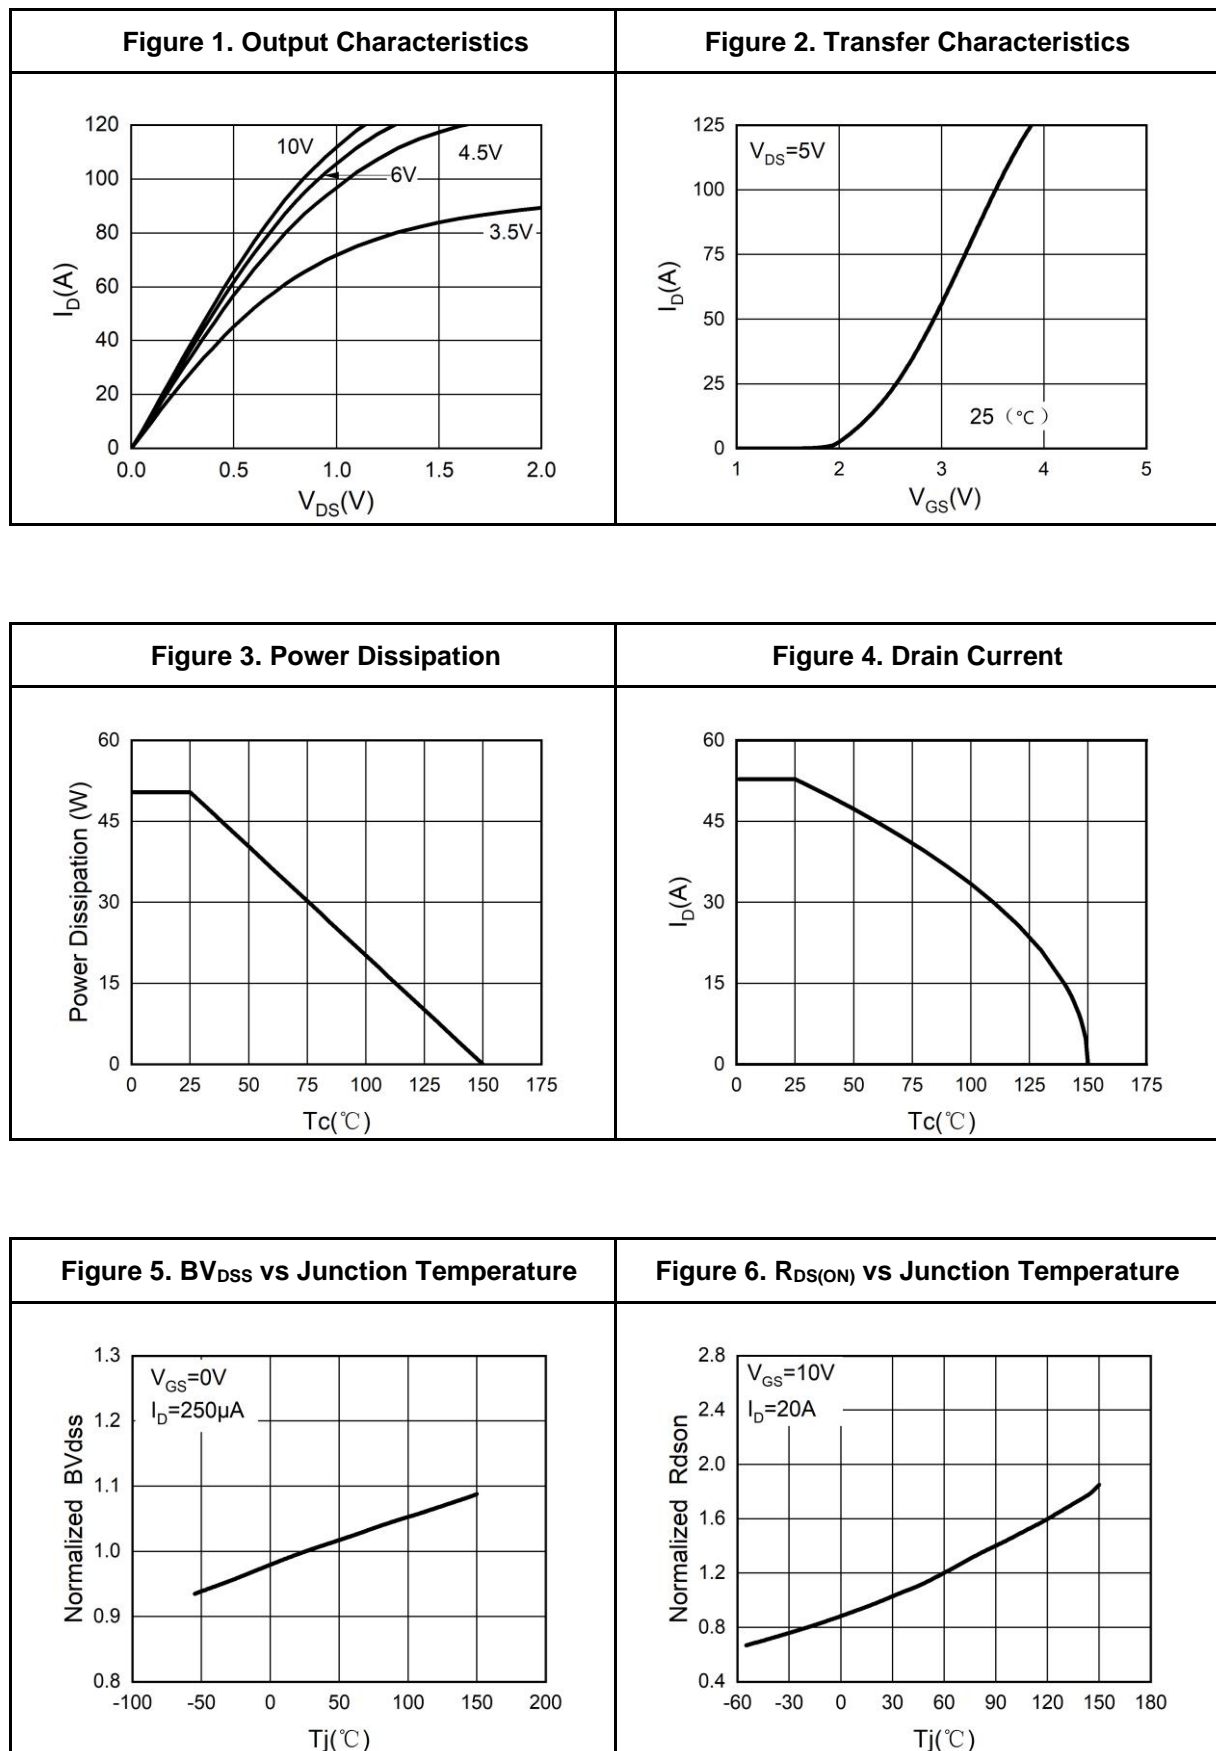 Figure 1. Output Characteristics
Figure 2. Transfer Characteristics
120
100
80
60
40
20
0
I_D(A)
10V
6V
4.5V
3.5V
0.0 0.5 1.0 1.5 2.0
V_DS(V)
125
100
75
50
25
0
I_D(A)
V_DS=5V
25（℃）
1 2 3 4 5
V_GS(V)
Figure 3. Power Dissipation
Figure 4. Drain Current
60
45
30
15
0
Power Dissipation (W)
0 25 50 75 100 125 150 175
Tc(℃)
60
45
30
15
0
I_D(A)
0 25 50 75 100 125 150 175
Tc(℃)
Figure 5. BV_DSS vs Junction Temperature
Figure 6. R_DS(ON) vs Junction Temperature
1.3
1.2
1.1
1.0
0.9
0.8
Normalized BVdss
V_GS=0V
I_D=250μA
-100 -50 0 50 100 150 200
Tj(℃)
2.8
2.4
2.0
1.6
1.2
0.8
0.4
Normalized Rdson
V_GS=10V
I_D=20A
-60 -30 0 30 60 90 120 150 180
Tj(℃)